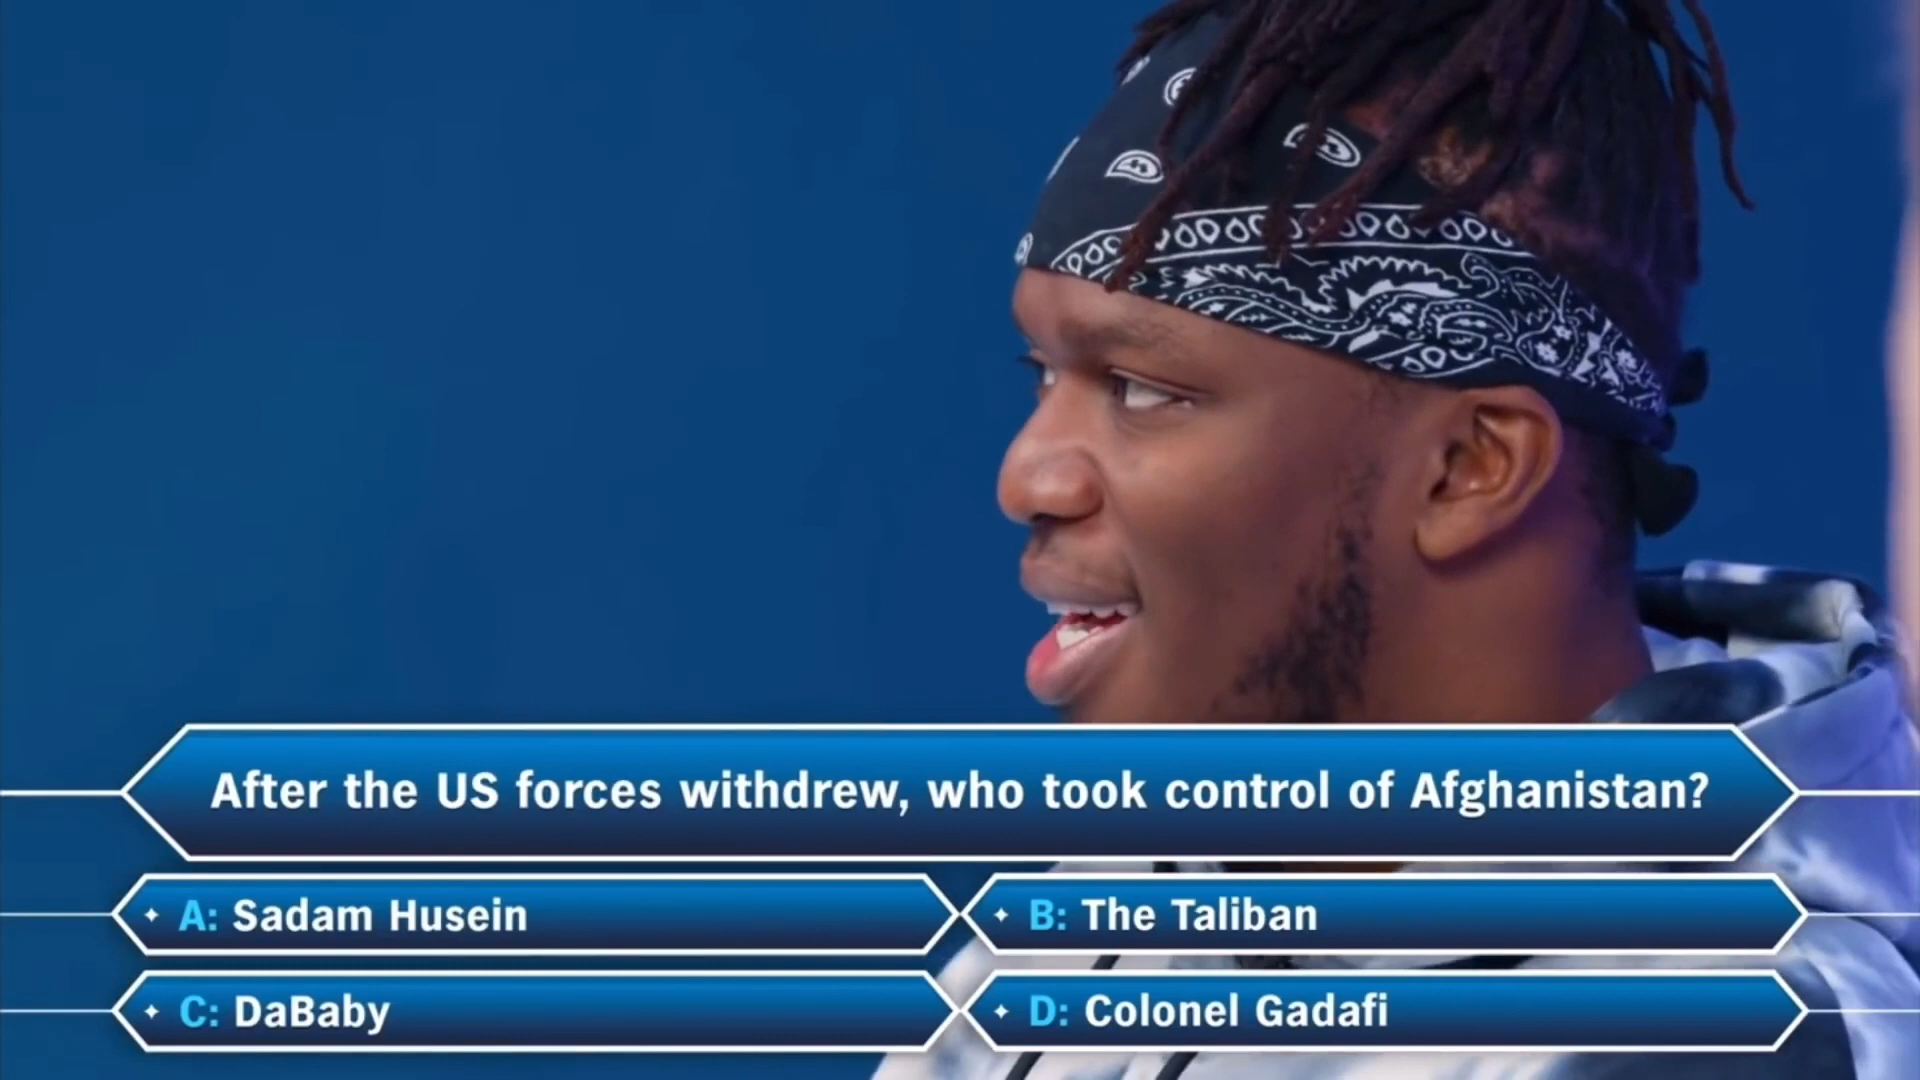 After the US forces withdrew, who took control of Afghanistan?
A: Sadam Husein
B: The Taliban
C: DaBaby
D: Colonel Gadafi